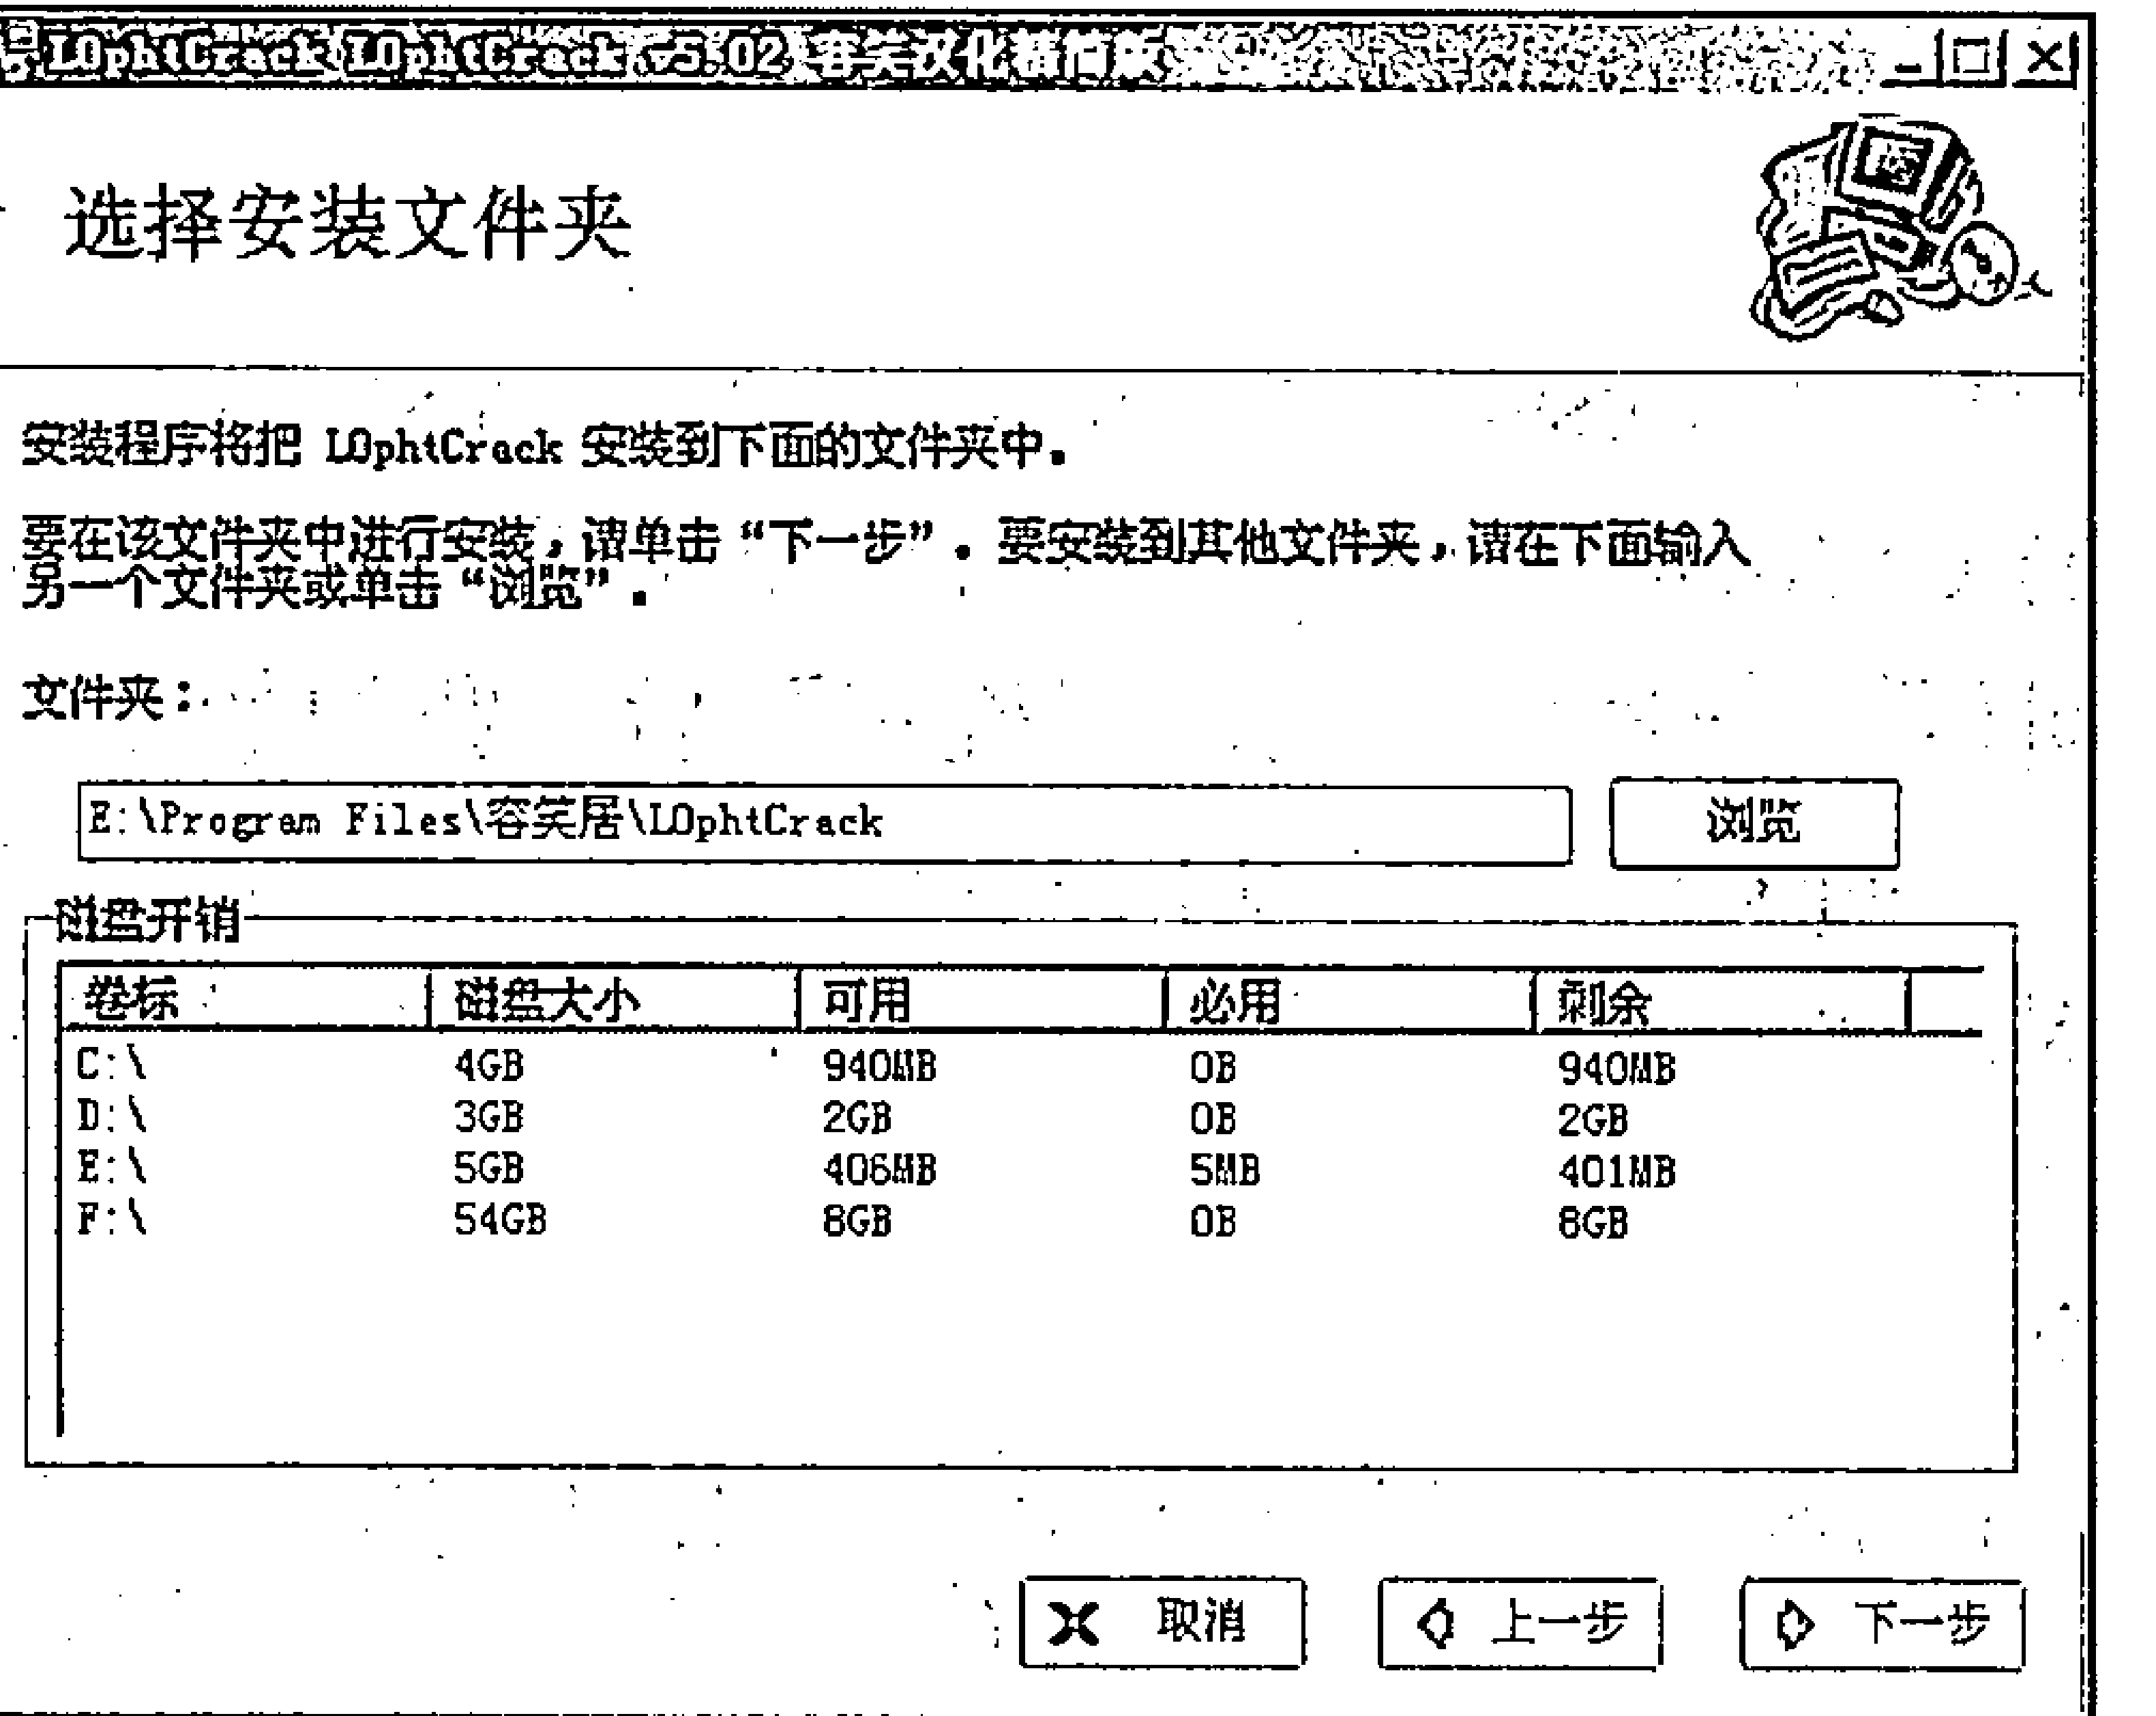 LOphtCrack LOphtCrack v5.02 容笑汉化精简版
选择安装文件夹
安装程序将把 LOphtCrack 安装到下面的文件夹中。
要在该文件夹中进行安装，请单击“下一步”。要安装到其他文件夹，请在下面输入
另一个文件夹或单击“浏览”。
文件夹：
E:\Program Files\容笑居\LOphtCrack 浏览
磁盘开销
卷标 磁盘大小 可用 必用 剩余
C:\ 4GB 940MB 0B 940MB
D:\ 3GB 2GB 0B 2GB
E:\ 5GB 406MB 5MB 401MB
F:\ 54GB 8GB 0B 8GB
取消 上一步 下一步